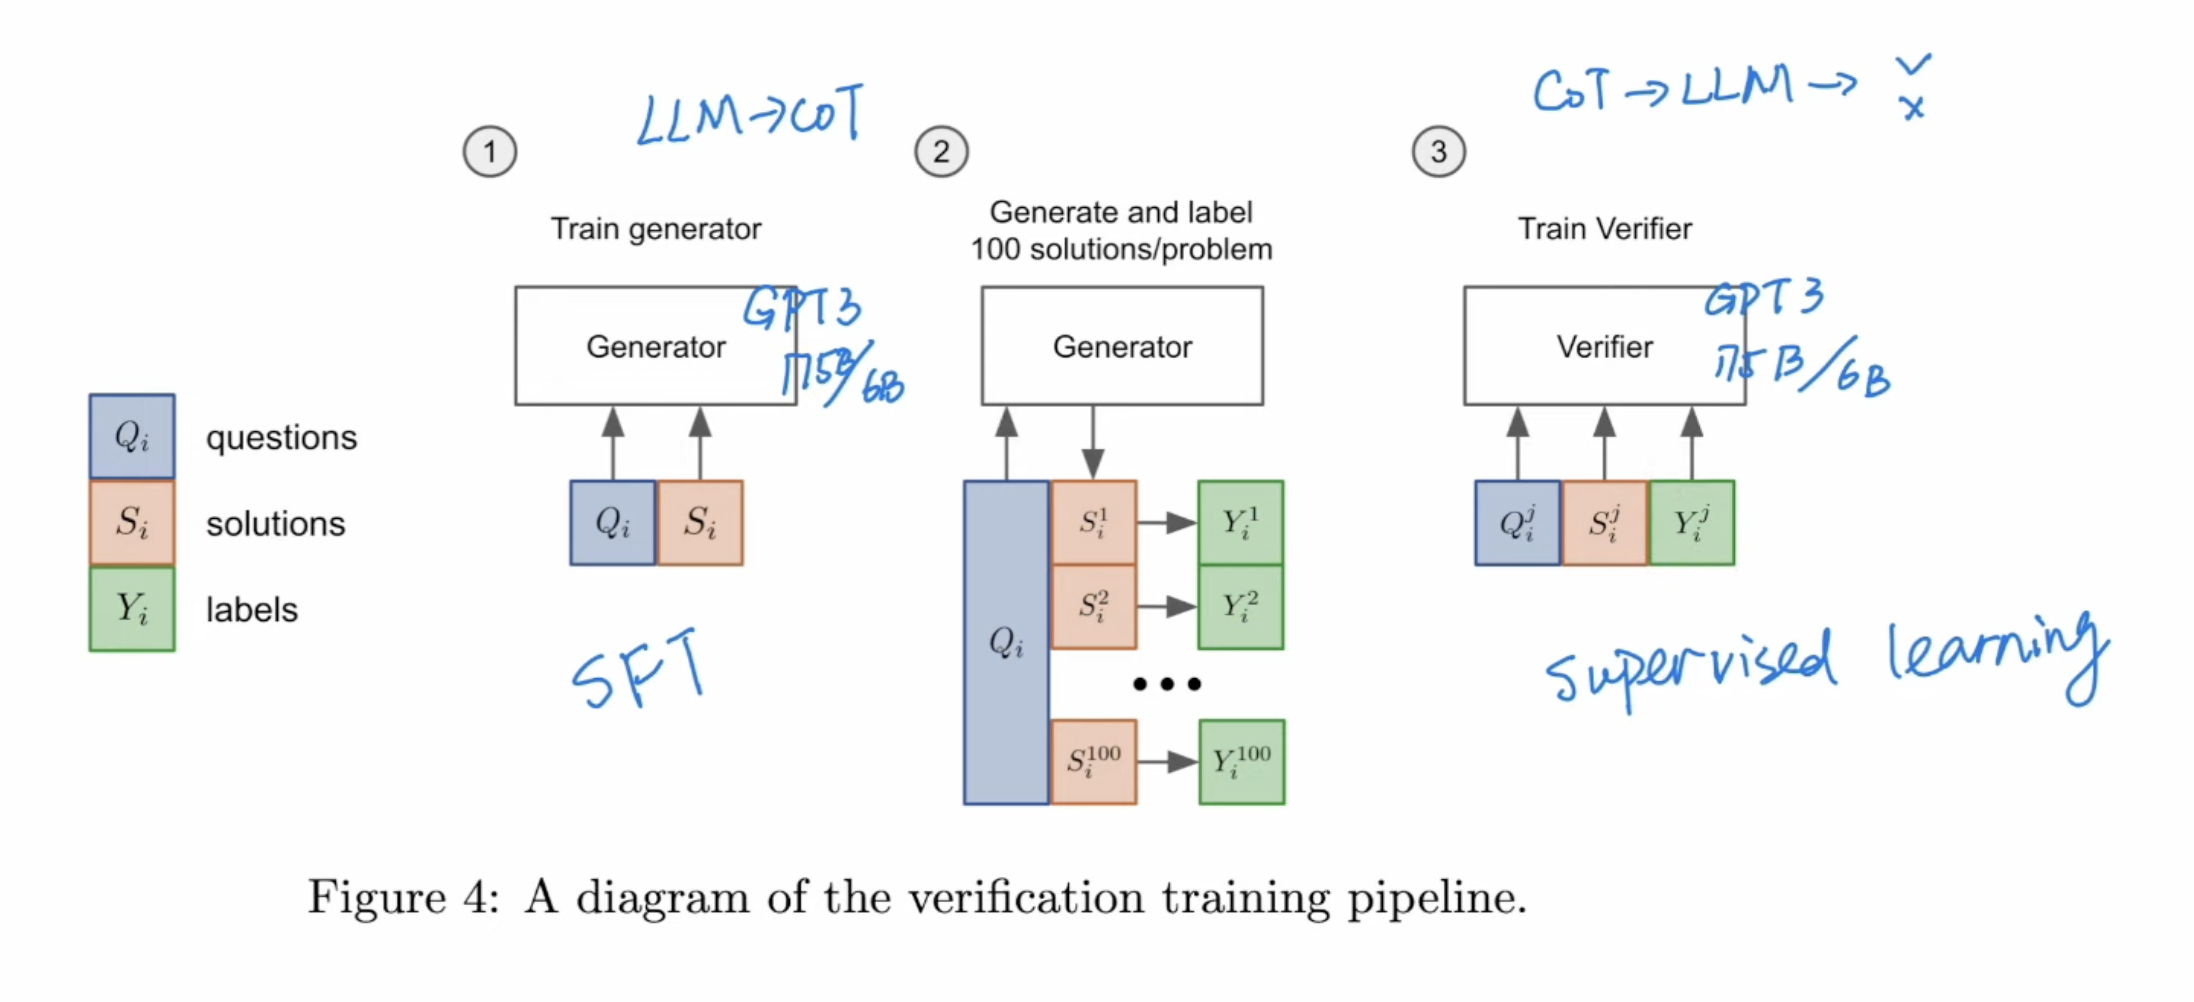 LLM→CoT
CoT→LLM→ ✓
x
1
2
3
Train generator
Generate and label
100 solutions/problem
Train Verifier
Generator
GPT3
175B/6B
Generator
Verifier
GPT3
175B/6B
Q_i questions
S_i solutions
Y_i labels
Q_i S_i
Q_i
S_i^1 Y_i^1
S_i^2 Y_i^2
•••
S_i^100 Y_i^100
Q_i^j S_i^j Y_i^j
SFT
supervised learning
Figure 4: A diagram of the verification training pipeline.